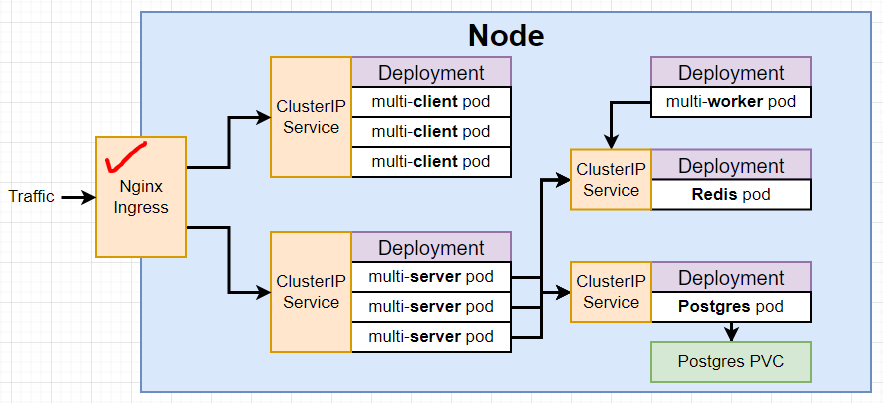 Node
Traffic
Nginx
Ingress
ClusterIP
Service
Deployment
multi-client pod
multi-client pod
multi-client pod
ClusterIP
Service
Deployment
multi-server pod
multi-server pod
multi-server pod
Deployment
multi-worker pod
ClusterIP
Service
Deployment
Redis pod
ClusterIP
Service
Deployment
Postgres pod
Postgres PVC